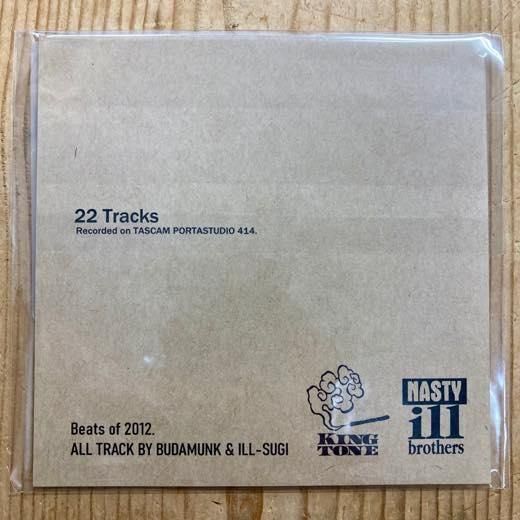 22 Tracks
Recorded on TASCAM PORTASTUDIO 414.
Beats of 2012.
ALL TRACK BY BUDAMUNK & ILL-SUGI
KING
TONE
NASTY
ill
brothers